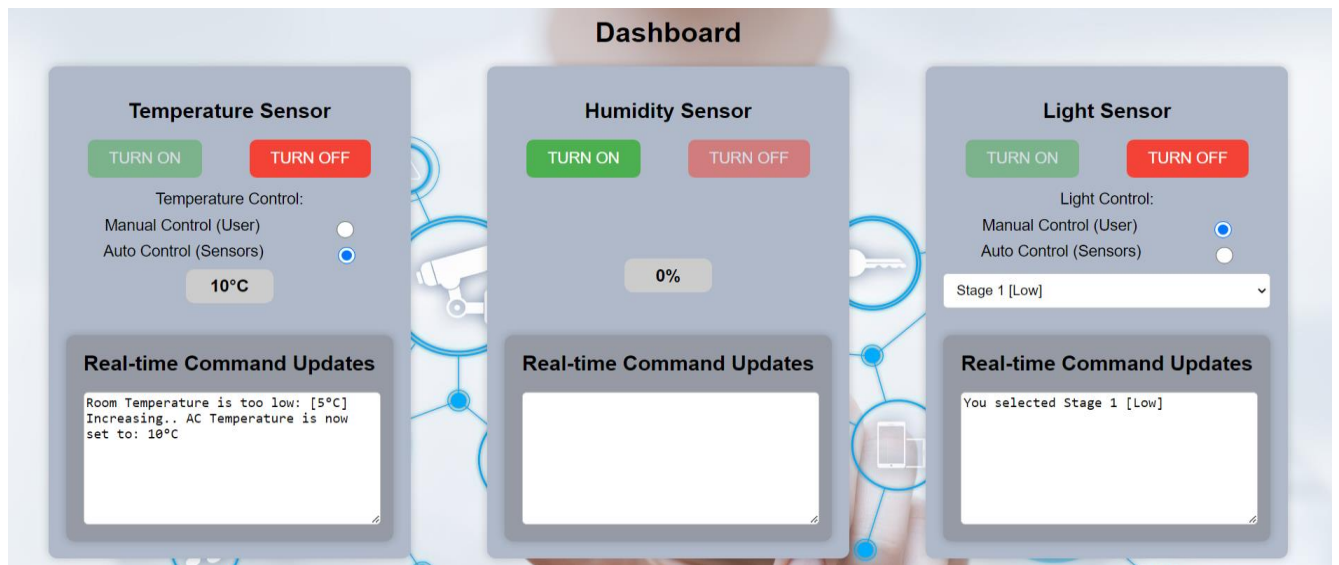 Dashboard
Temperature Sensor
TURN ON TURN OFF
Temperature Control:
Manual Control (User)
Auto Control (Sensors)
10°C
Real-time Command Updates
Room Temperature is too low: [5°C]
Increasing.. AC Temperature is now
set to: 10°C
Humidity Sensor
TURN ON TURN OFF
0%
Real-time Command Updates
Light Sensor
TURN ON TURN OFF
Light Control:
Manual Control (User)
Auto Control (Sensors)
Stage 1 [Low]
Real-time Command Updates
You selected Stage 1 [Low]